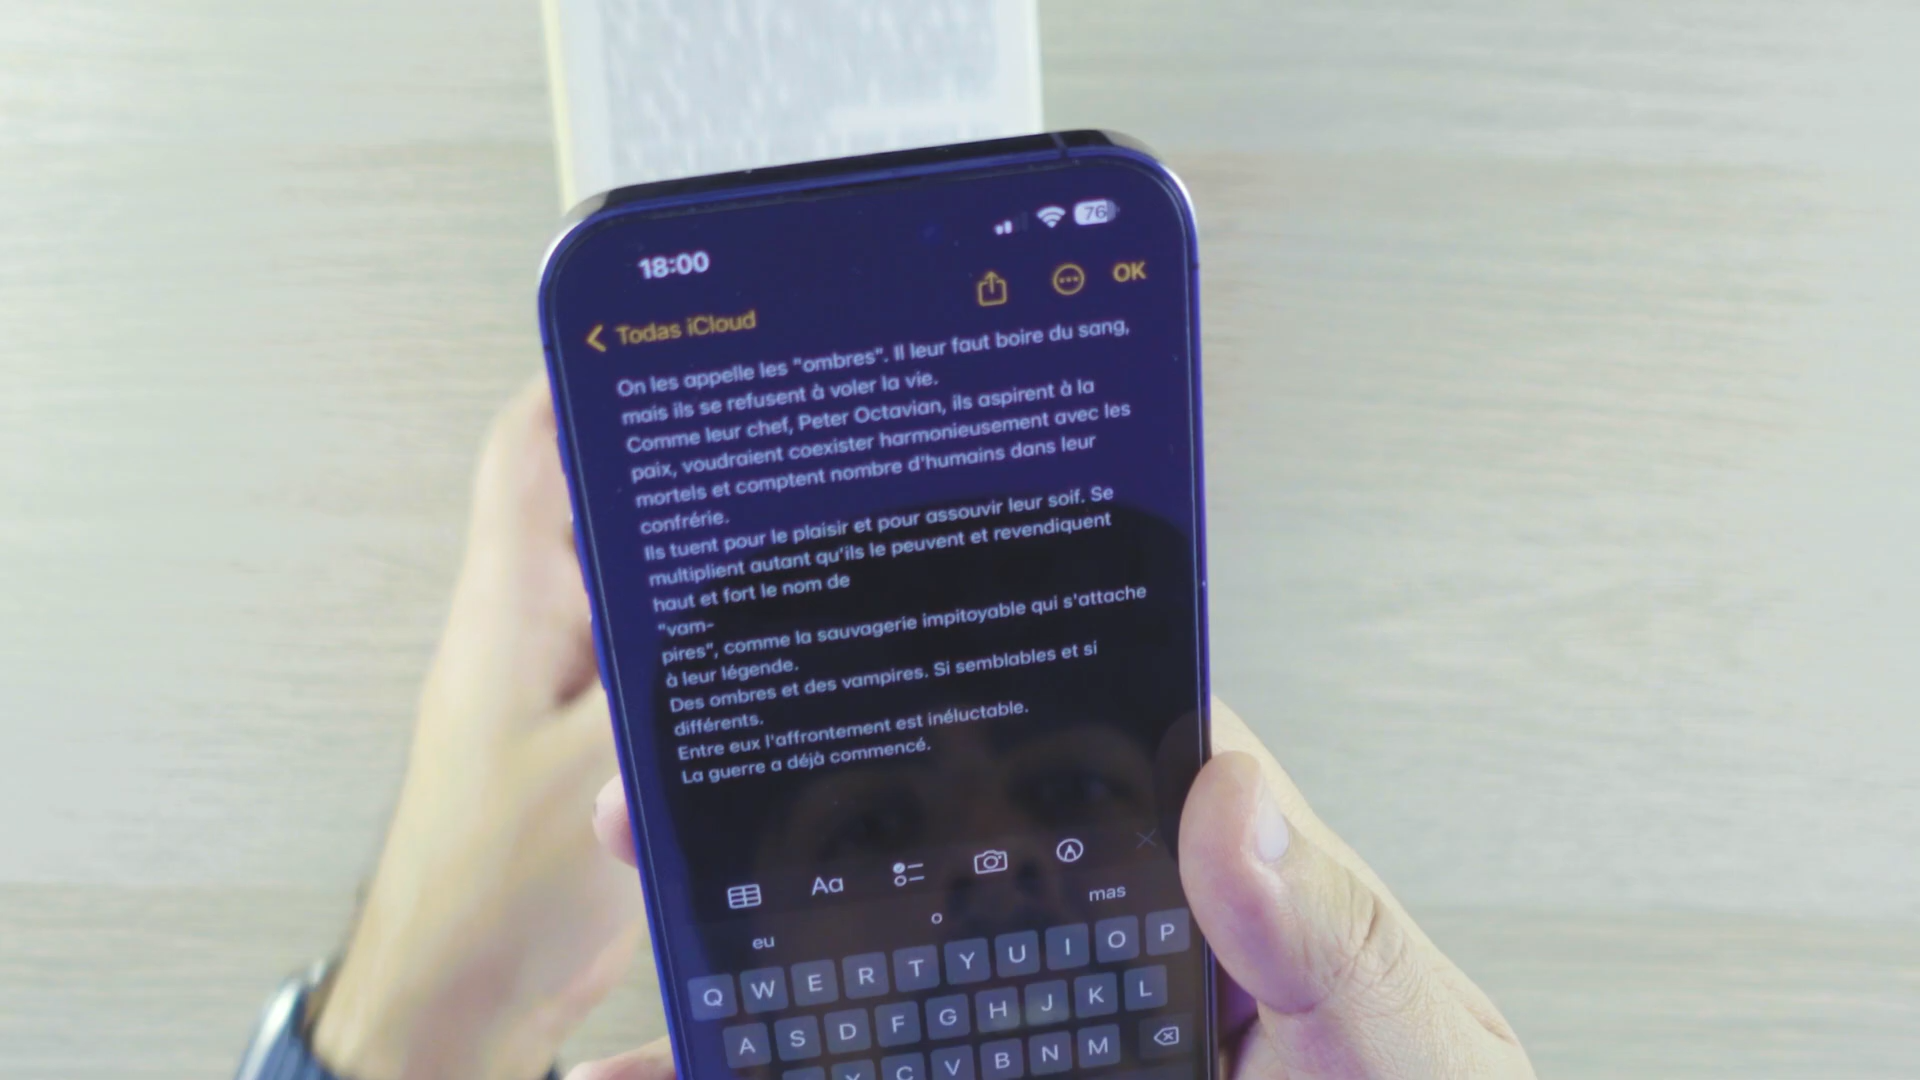 18:00
76
Todas iCloud
OK
On les appelle les "ombres". Il leur faut boire du sang,
mais ils se refusent à voler la vie.
Comme leur chef, Peter Octavian, ils aspirent à la
paix, voudraient coexister harmonieusement avec les
mortels et comptent nombre d'humains dans leur
confrérie.
Ils tuent pour le plaisir et pour assouvir leur soif. Se
multiplient autant qu'ils le peuvent et revendiquent
haut et fort le nom de
"vam-
pires", comme la sauvagerie impitoyable qui s'attache
à leur légende.
Des ombres et des vampires. Si semblables et si
différents.
Entre eux l'affrontement est inéluctable.
La guerre a déjà commencé.
Aa
eu
o
mas
Q W E R T Y U I O P
A S D F G H J K L
X C V B N M